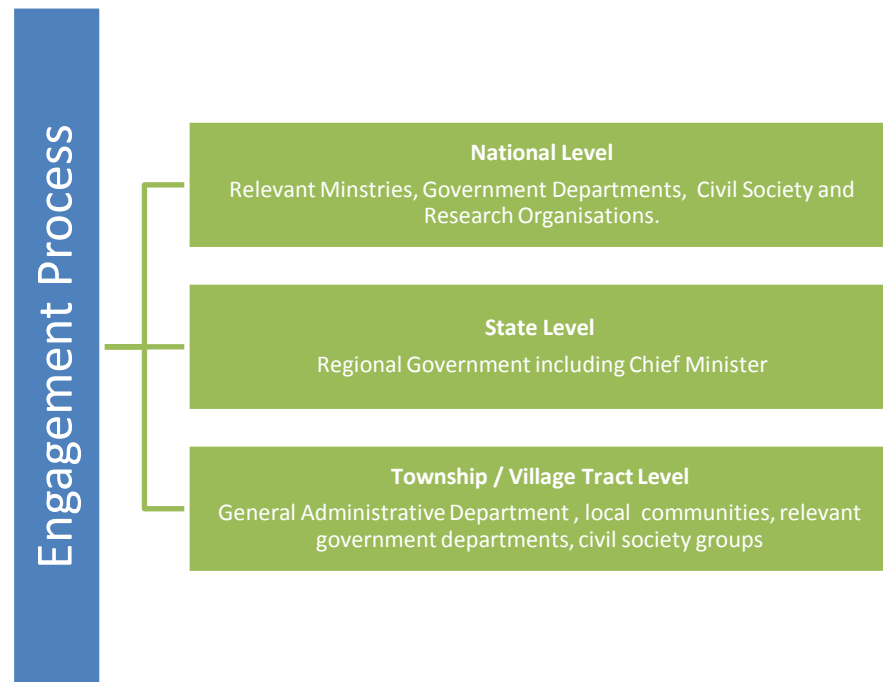 Engagement Process
National Level
Relevant Minstries, Government Departments, Civil Society and
Research Organisations.
State Level
Regional Government including Chief Minister
Township / Village Tract Level
General Administrative Department , local communities, relevant
government departments, civil society groups